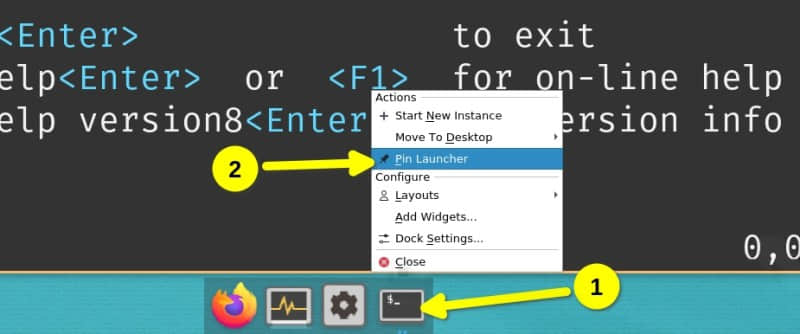 <Enter> to exit
elp<Enter> or <F1> for on-line help
elp version8<Enter ersion info
Actions
Start New Instance
Move To Desktop
Pin Launcher
Configure
Layouts
Add Widgets...
Dock Settings...
Close
2
0,0
1
$_